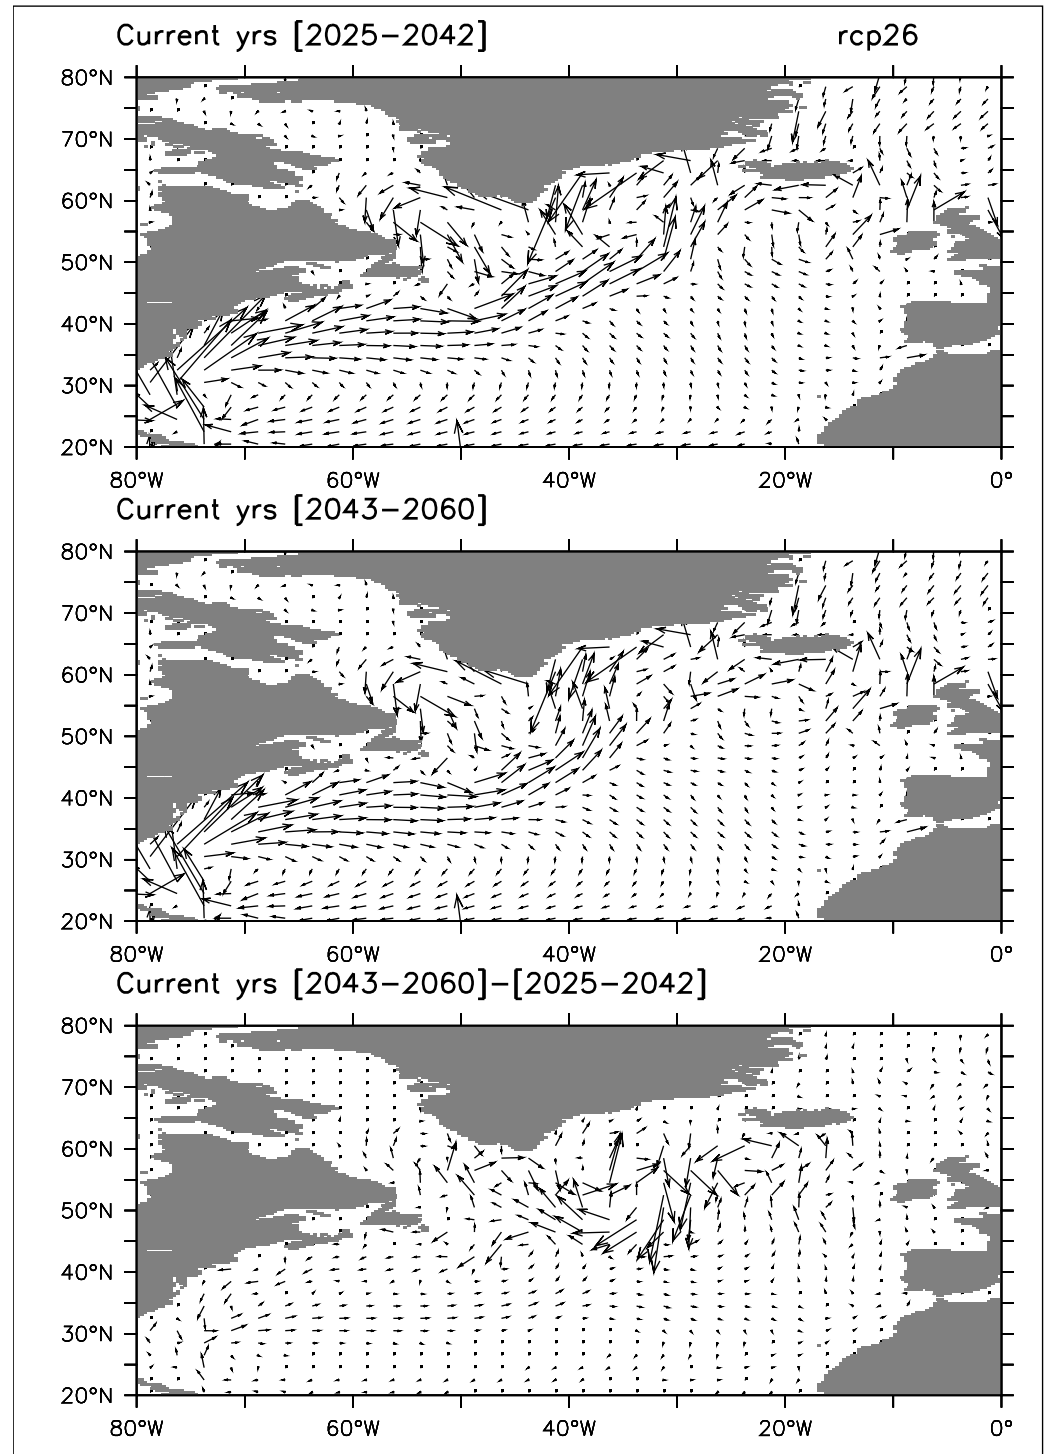 Current yrs [2025−2042] rcp26
80°N
70°N
60°N
50°N
40°N
30°N
20°N
80°W 60°W 40°W 20°W 0°
Current yrs [2043−2060]
80°N
70°N
60°N
50°N
40°N
30°N
20°N
80°W 60°W 40°W 20°W 0°
Current yrs [2043−2060]−[2025−2042]
80°N
70°N
60°N
50°N
40°N
30°N
20°N
80°W 60°W 40°W 20°W 0°